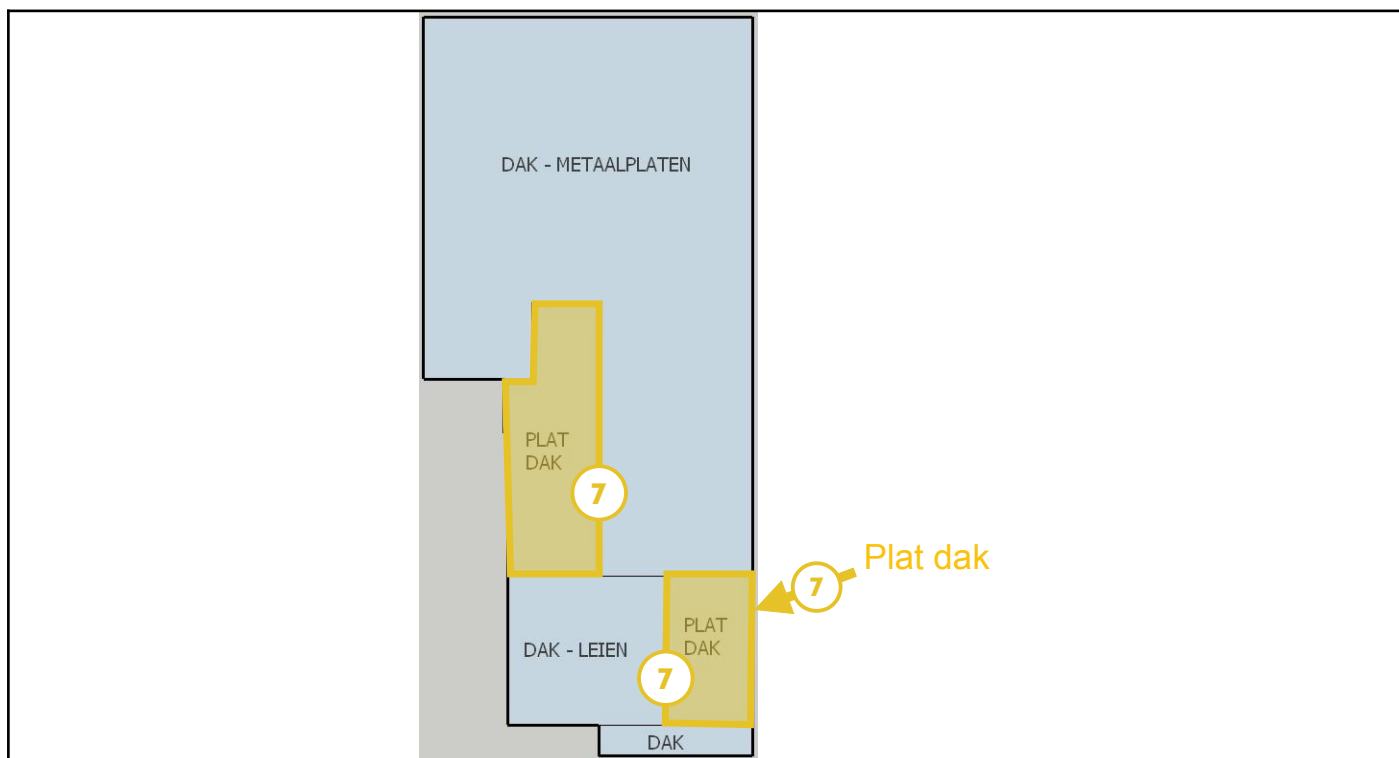 DAK - METAALPLATEN
PLAT
DAK
7
Plat dak
7
PLAT
DAK
DAK - LEIEN
7
DAK